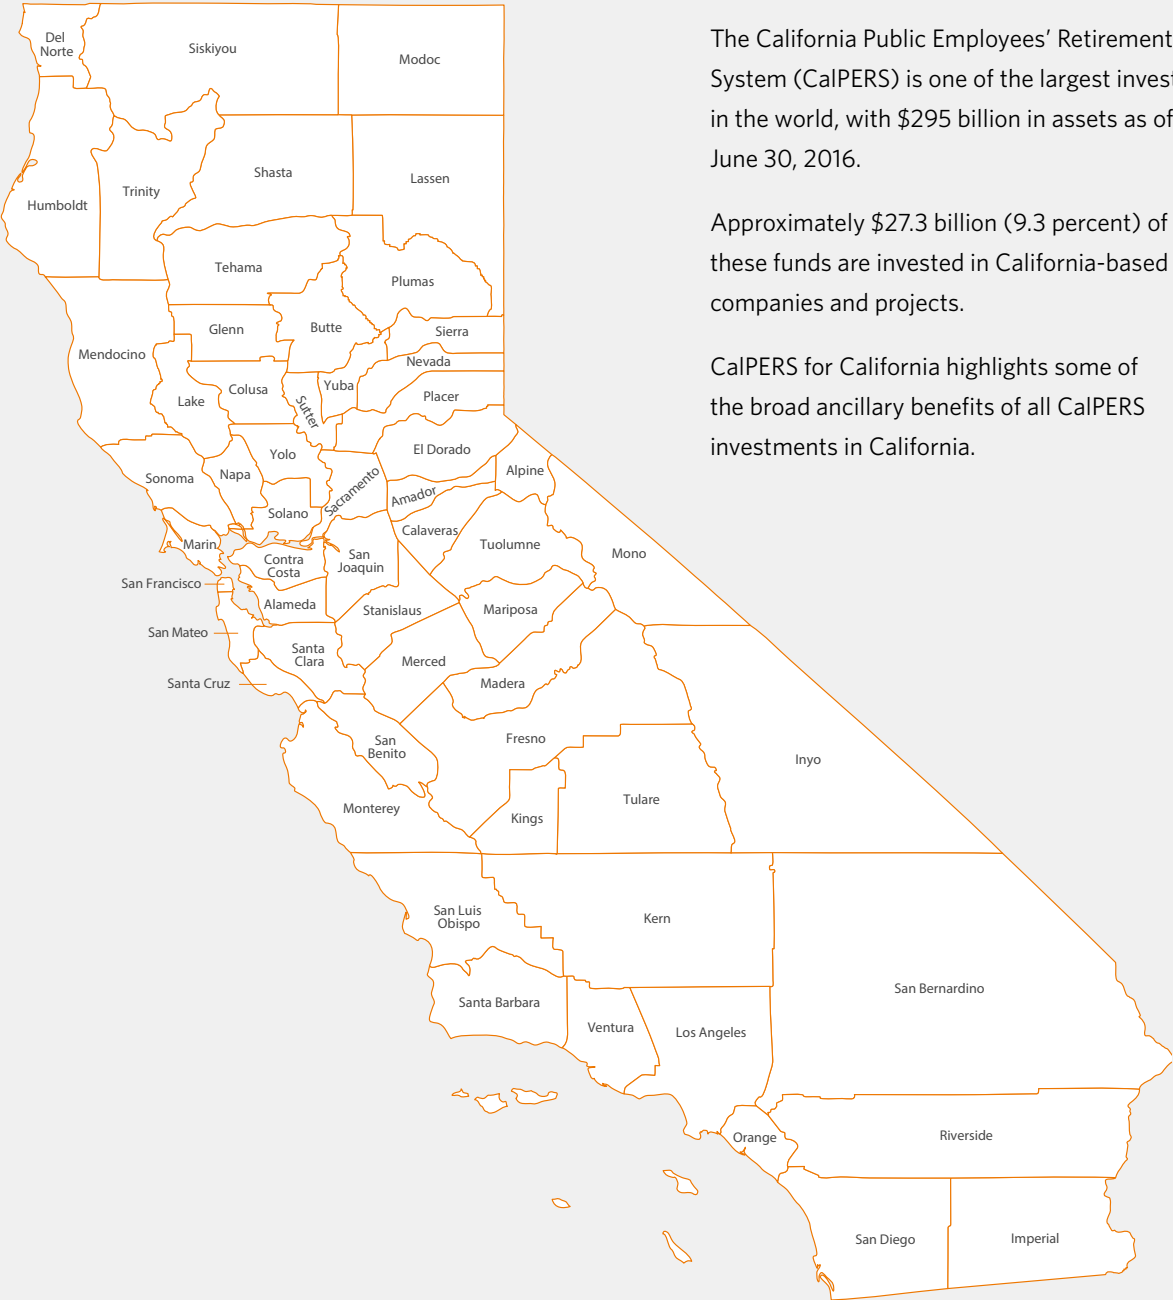 The California Public Employees’ Retirement
System (CalPERS) is one of the largest invest
in the world, with $295 billion in assets as of
June 30, 2016.
Approximately $27.3 billion (9.3 percent) of
these funds are invested in California-based
companies and projects.
CalPERS for California highlights some of
the broad ancillary benefits of all CalPERS
investments in California.
Del
Norte
Siskiyou
Modoc
Shasta
Lassen
Trinity
Humboldt
Tehama
Plumas
Glenn
Butte
Sierra
Mendocino
Nevada
Colusa
Yuba
Placer
Lake
Sutter
El Dorado
Yolo
Alpine
Napa
Sonoma
Sacramento
Amador
Solano
Calaveras
Marin
Tuolumne
Mono
San
Joaquin
Contra
Costa
San Francisco
Alameda
Stanislaus
Mariposa
San Mateo
Santa
Clara
Merced
Santa Cruz
Madera
San
Benito
Fresno
Inyo
Tulare
Monterey
Kings
San Luis
Obispo
Kern
San Bernardino
Santa Barbara
Ventura
Los Angeles
Orange
Riverside
San Diego
Imperial